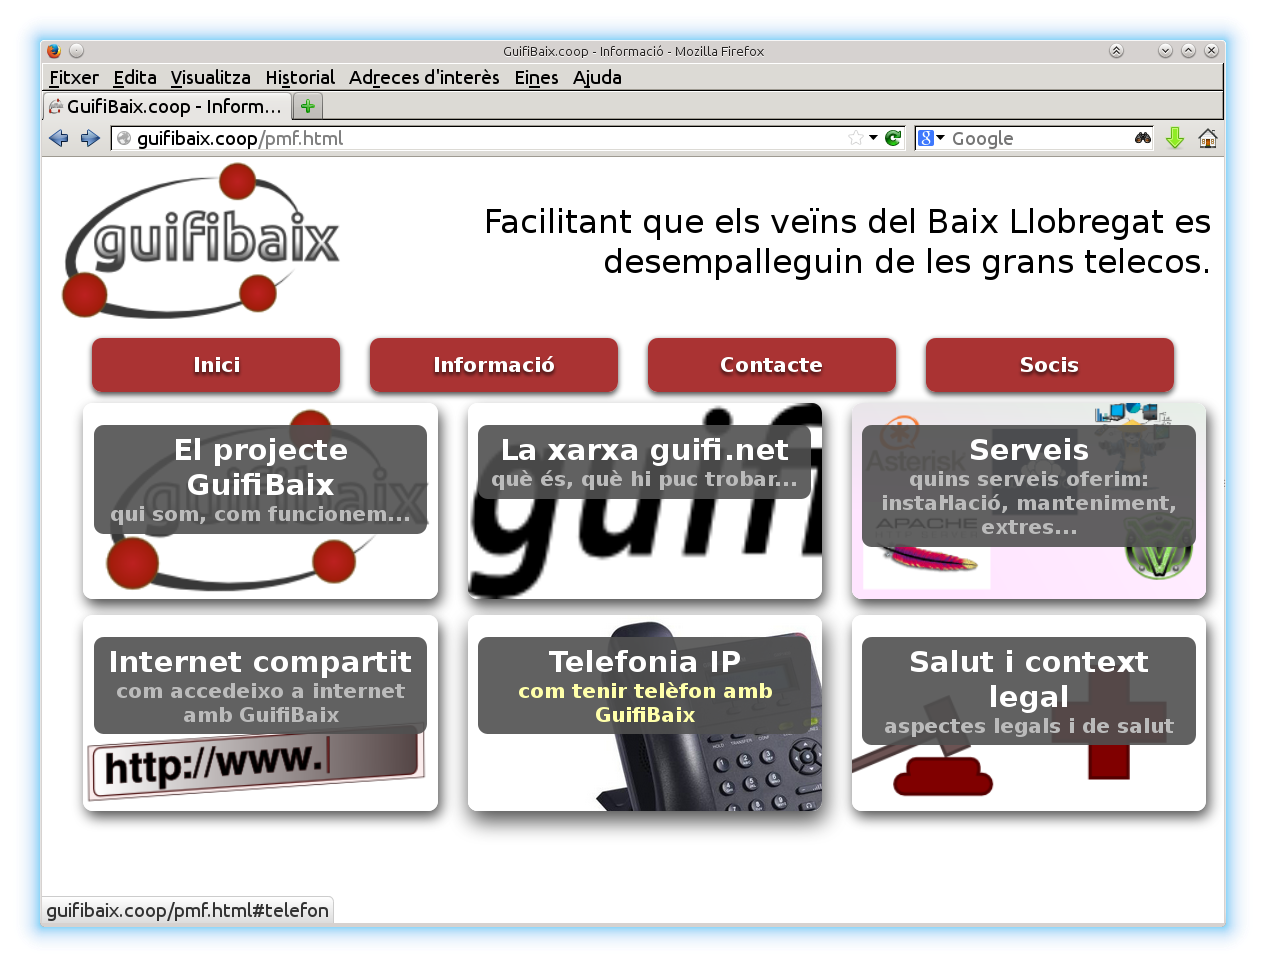 GuifiBaix.coop - Informació - Mozilla Firefox
Fitxer Edita Visualitza Historial Adreces d'interès Eines Ajuda
GuifiBaix.coop - Inform...
guifibaix.coop/pmf.html
Google
guifibaix
Facilitant que els veïns del Baix Llobregat es
desempalleguin de les grans telecos.
Inici
Informació
Contacte
Socis
El projecte
GuifiBaix
qui som, com funcionem...
La xarxa guifi.net
què és, què hi puc trobar...
guifi
Serveis
quins serveis oferim:
instaŀlació, manteniment,
extres...
Asterisk
APACHE
Internet compartit
com accedeixo a internet
amb GuifiBaix
http://www.
Telefonia IP
com tenir telèfon amb
GuifiBaix
Salut i context
legal
aspectes legals i de salut
guifibaix.coop/pmf.html#telefon